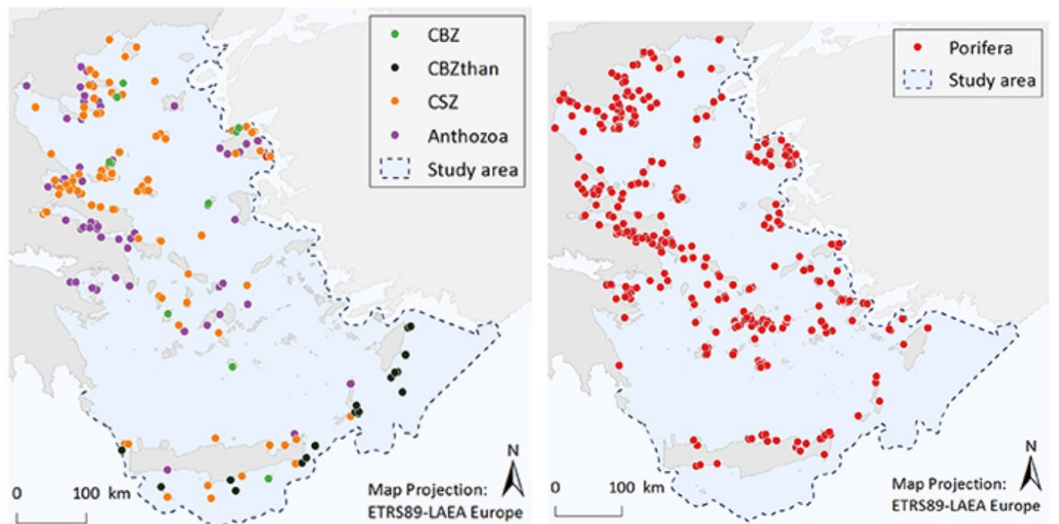 CBZ
CBZthan
CSZ
Anthozoa
Study area
N
0 100 km
Map Projection:
ETRS89-LAEA Europe
Porifera
Study area
N
0 100 km
Map Projection:
ETRS89-LAEA Europe